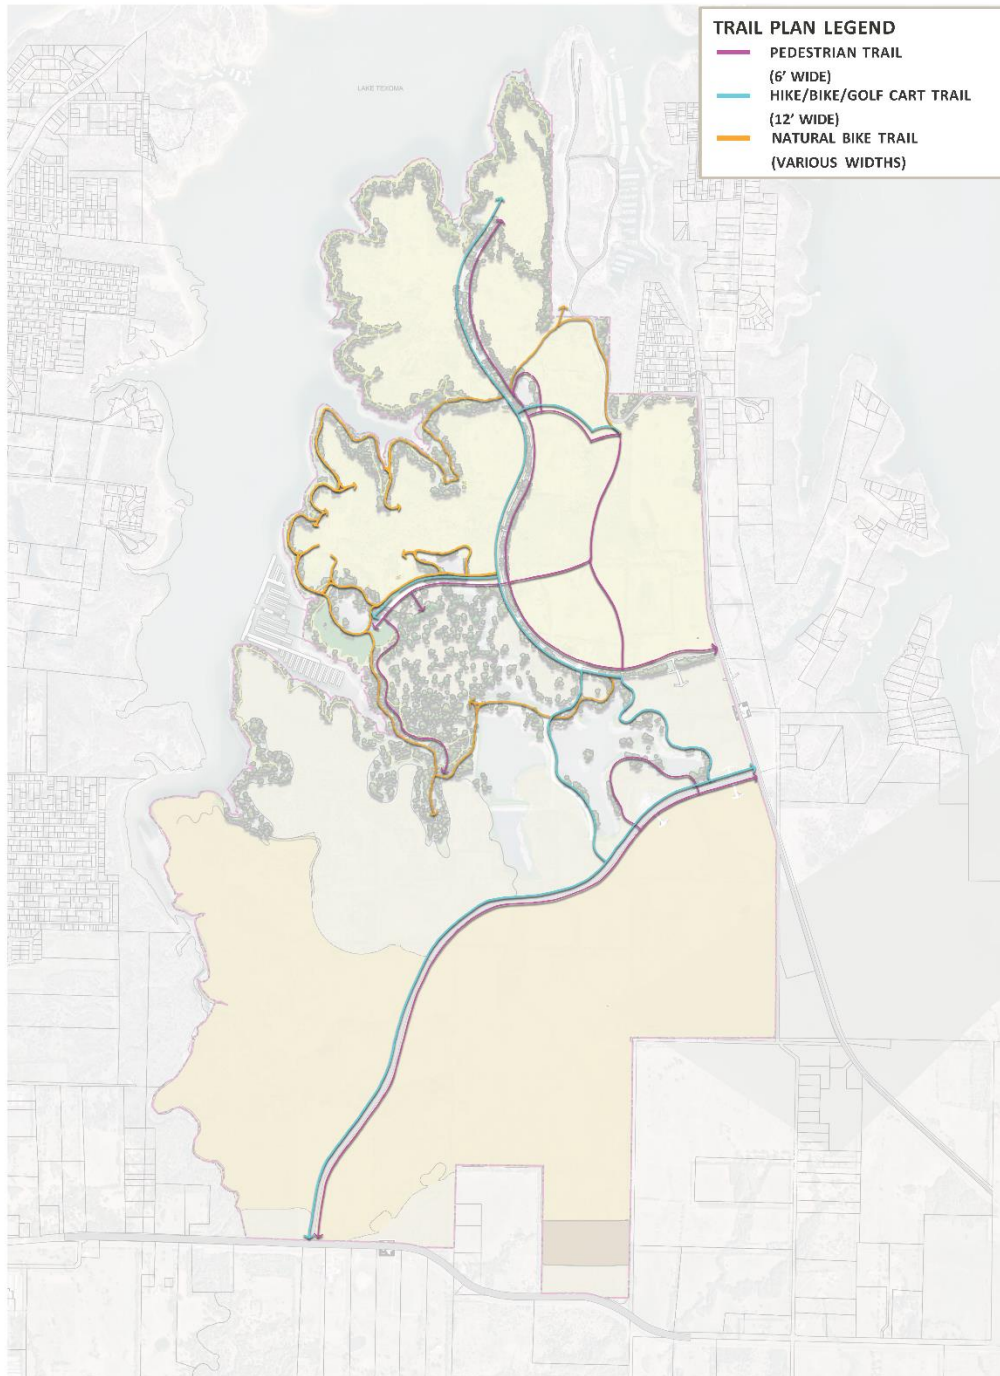 TRAIL PLAN LEGEND
PEDESTRIAN TRAIL
(6' WIDE)
HIKE/BIKE/GOLF CART TRAIL
(12' WIDE)
NATURAL BIKE TRAIL
(VARIOUS WIDTHS)
LAKE TEXOMA